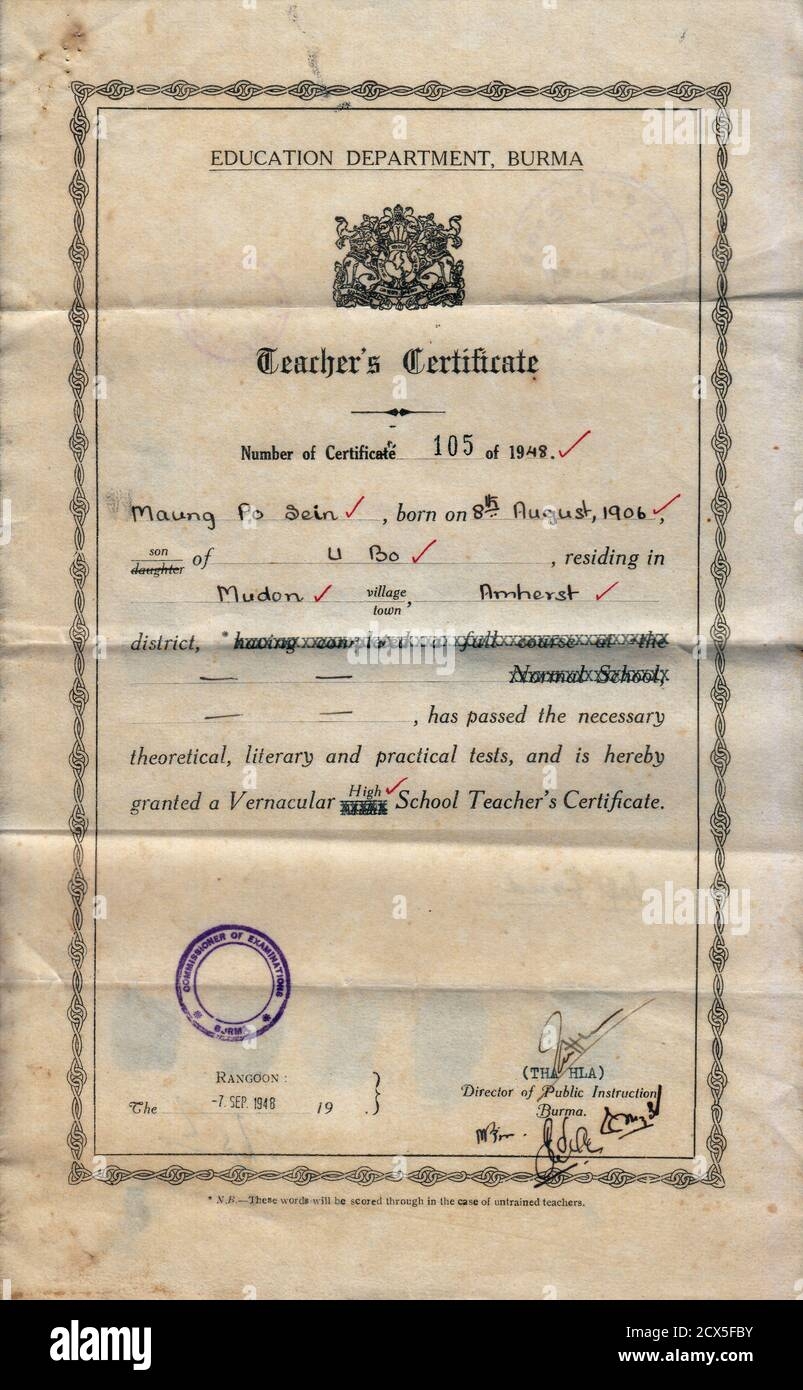 EDUCATION DEPARTMENT, BURMA
Teacher's Certificate
Number of Certificate 105 of 1948.
Maung Po Sein, born on 8th August, 1906,
son
daughter of U Bo, residing in
Mudon village
town, Amherst
district, * having completed a full course at the
Normal School,
, has passed the necessary
theoretical, literary and practical tests, and is hereby
granted a Vernacular High School Teacher's Certificate.
COMMISSIONER OF EXAMINATIONS
BURMA
RANGOON:
The -7. SEP. 1948 19
(THA HLA)
Director of Public Instruction
Burma.
* N.B.—These words will be scored through in the case of untrained teachers.
alamy
alamy
alamy
Image ID: 2CX5FBY
www.alamy.com